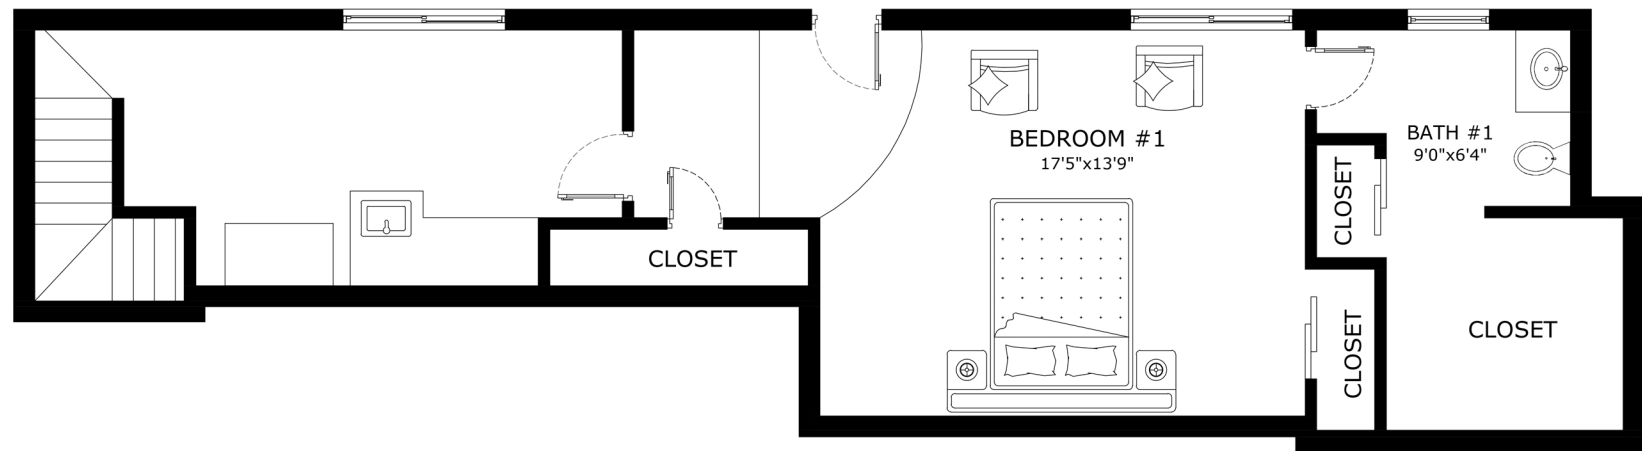 BEDROOM #1
17'5"x13'9"
BATH #1
9'0"x6'4"
CLOSET
CLOSET
CLOSET
CLOSET